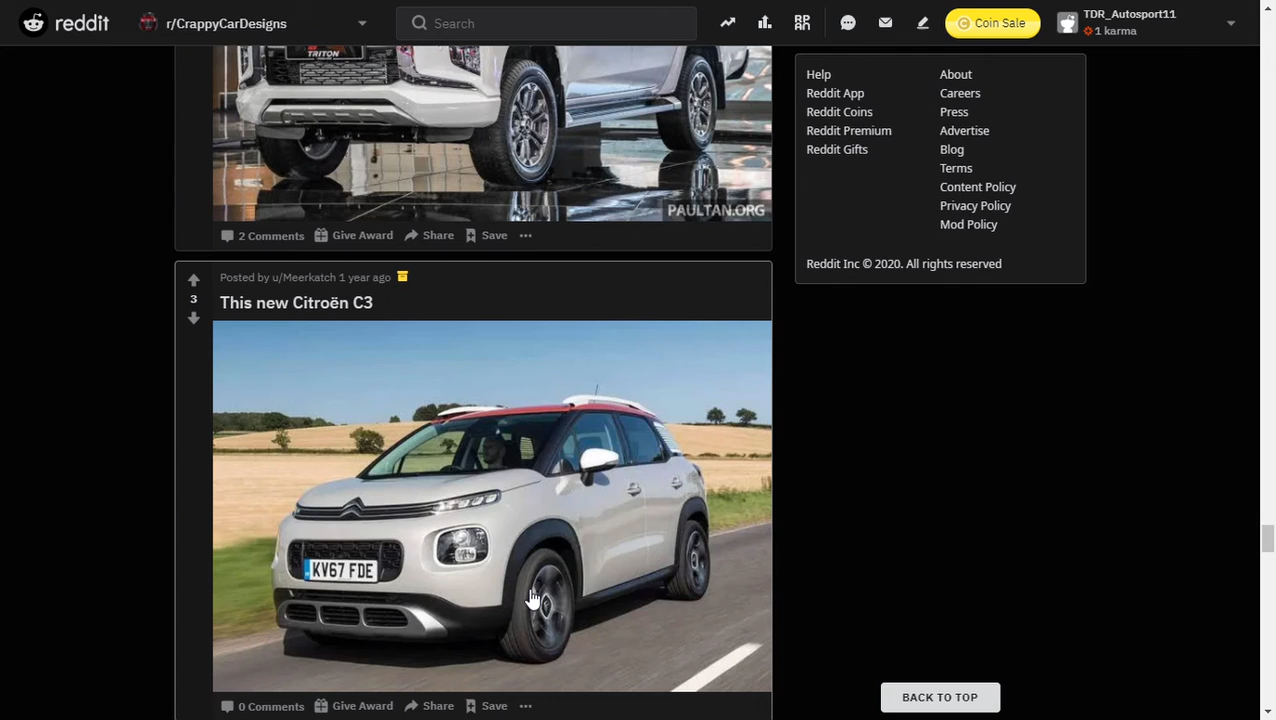 reddit
r/CrappyCarDesigns
Search
Coin Sale
TDR_Autosport11
1 karma
TRITON
PAULTAN.ORG
2 Comments
Give Award
Share
Save
Help
About
Reddit App
Careers
Reddit Coins
Press
Reddit Premium
Advertise
Reddit Gifts
Blog
Terms
Content Policy
Privacy Policy
Mod Policy
Reddit Inc © 2020. All rights reserved
Posted by u/Meerkatch 1 year ago
3
This new Citroën C3
KV67 FDE
0 Comments
Give Award
Share
Save
BACK TO TOP